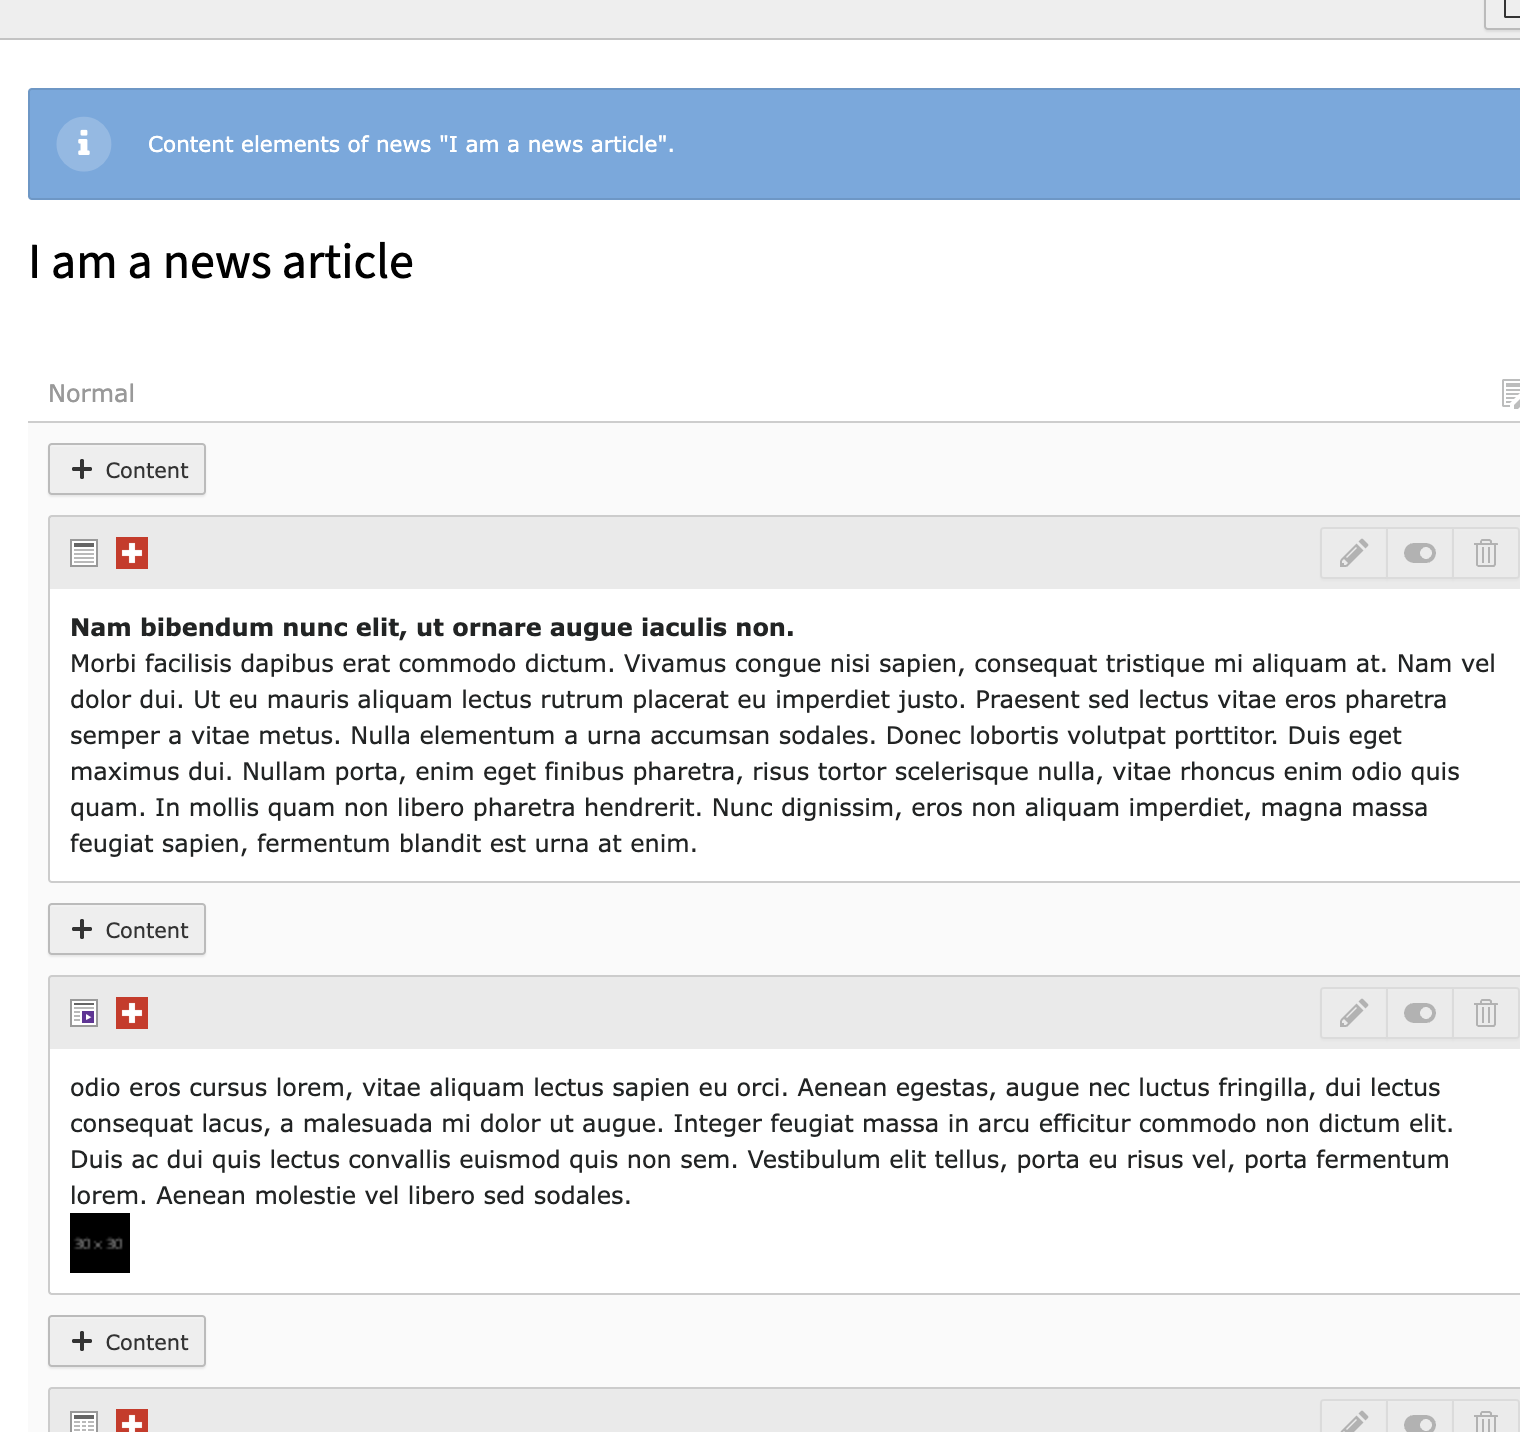 Content elements of news "I am a news article".
I am a news article
Normal
+ Content
Nam bibendum nunc elit, ut ornare augue iaculis non.
Morbi facilisis dapibus erat commodo dictum. Vivamus congue nisi sapien, consequat tristique mi aliquam at. Nam vel
dolor dui. Ut eu mauris aliquam lectus rutrum placerat eu imperdiet justo. Praesent sed lectus vitae eros pharetra
semper a vitae metus. Nulla elementum a urna accumsan sodales. Donec lobortis volutpat porttitor. Duis eget
maximus dui. Nullam porta, enim eget finibus pharetra, risus tortor scelerisque nulla, vitae rhoncus enim odio quis
quam. In mollis quam non libero pharetra hendrerit. Nunc dignissim, eros non aliquam imperdiet, magna massa
feugiat sapien, fermentum blandit est urna at enim.
+ Content
odio eros cursus lorem, vitae aliquam lectus sapien eu orci. Aenean egestas, augue nec luctus fringilla, dui lectus
consequat lacus, a malesuada mi dolor ut augue. Integer feugiat massa in arcu efficitur commodo non dictum elit.
Duis ac dui quis lectus convallis euismod quis non sem. Vestibulum elit tellus, porta eu risus vel, porta fermentum
lorem. Aenean molestie vel libero sed sodales.
30 x 30
+ Content